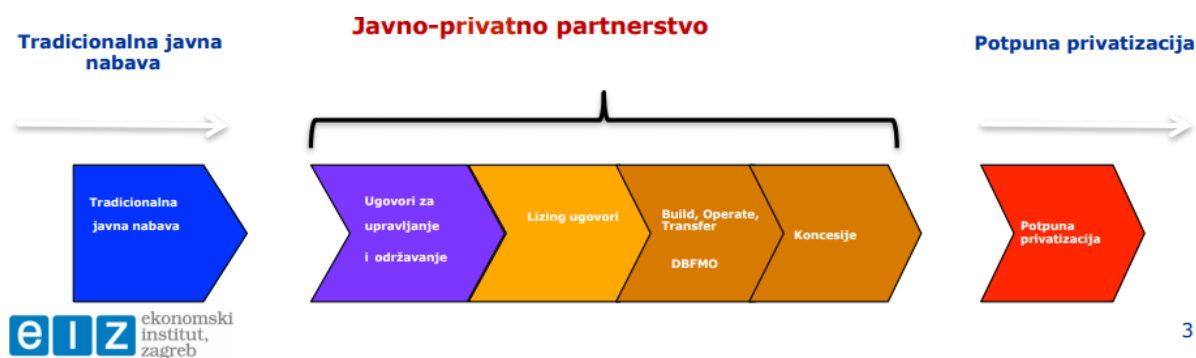 Javno-privatno partnerstvo
Tradicionalna javna
nabava
Potpuna privatizacija
Tradicionalna
javna nabava
Ugovori za
upravljanje
i održavanje
Lizing ugovori
Build, Operate,
Transfer
DBFMO
Koncesije
Potpuna
privatizacija
eiz
ekonomski
institut,
zagreb
3